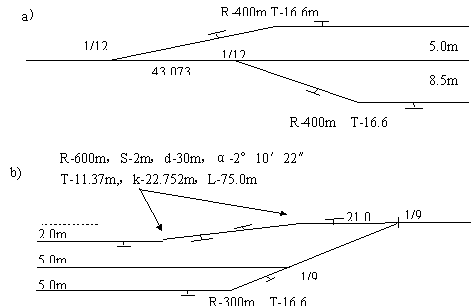 a)
R-400m T-16.6m
1/12
1/12
5.0m
43.073
8.5m
R-400m T-16.6
R-600m, S-2m, d-30m, α-2° 10′ 22″
b)
T-11.37m,, k-22.752m, L-75.0m
21.0
1/9
2.0m
5.0m
1/9
5.0m
R-300m T-16.6